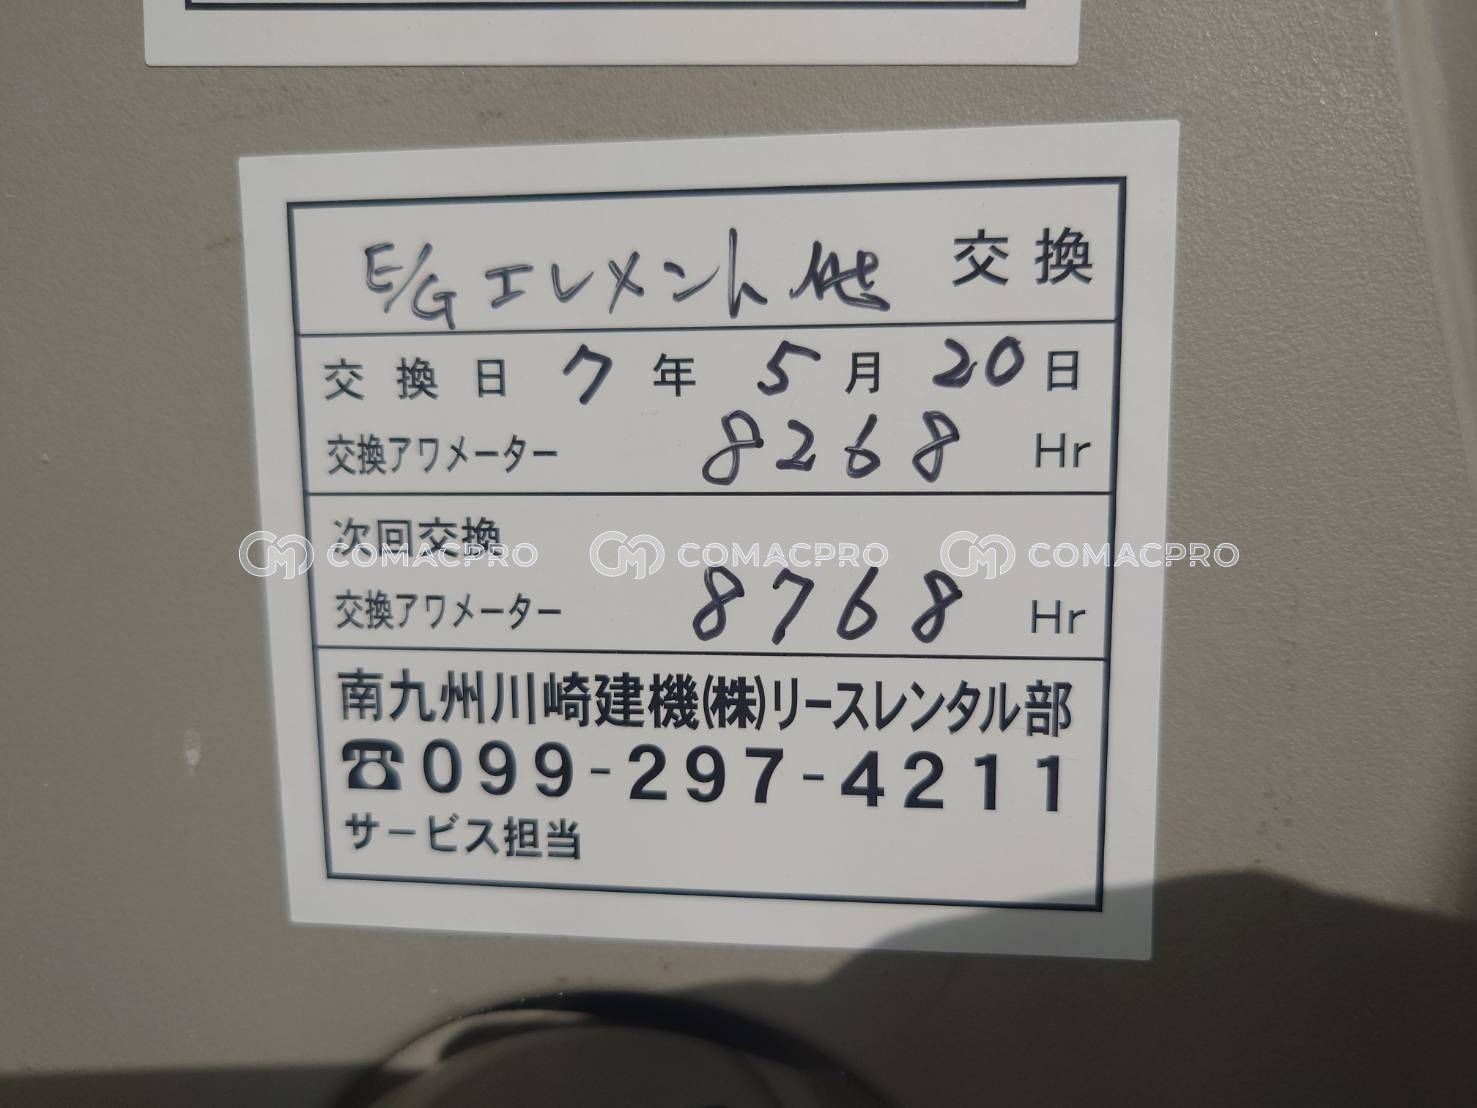 E/G エレメント他 交換
交換日 7年 5月 20日
交換アワメーター 8268 Hr
次回交換
COMACPRO COMACPRO COMACPRO
交換アワメーター 8768 Hr
南九州川崎建機(株)リースレンタル部
☎099-297-4211
サービス担当